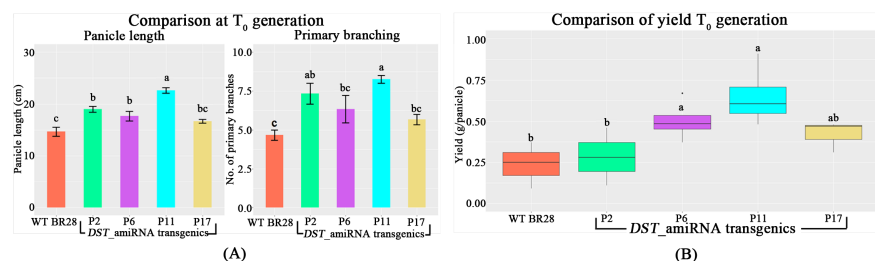 Comparison at T0 generation
Panicle length
Primary branching
Panicle length (cm)
30
20
10
0
c
b
b
a
bc
WT BR28
P2
P6
P11
P17
DST_amiRNA transgenics
No. of primary branches
10.0
7.5
5.0
2.5
0.0
c
ab
bc
a
bc
WT BR28
P2
P6
P11
P17
DST_amiRNA transgenics
(A)
Comparison of yield T0 generation
Yield (g/panicle)
1.00
0.75
0.50
0.25
0.00
b
b
a
a
ab
WT BR28
P2
P6
P11
P17
DST_amiRNA transgenics
(B)